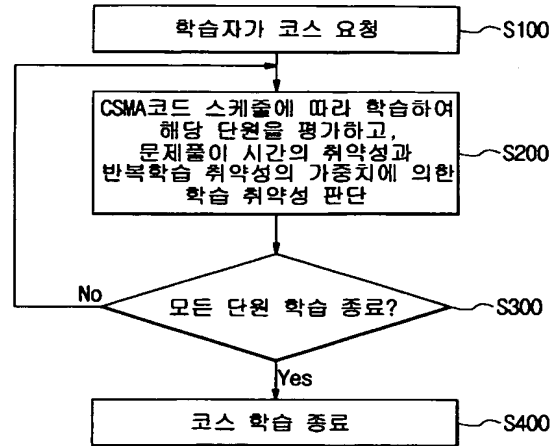 학습자가 코스 요청
S100
CSMA코드 스케줄에 따라 학습하여
해당 단원을 평가하고,
문제풀이 시간의 취약성과
반복학습 취약성의 가중치에 의한
학습 취약성 판단
S200
No
모든 단원 학습 종료?
S300
Yes
코스 학습 종료
S400